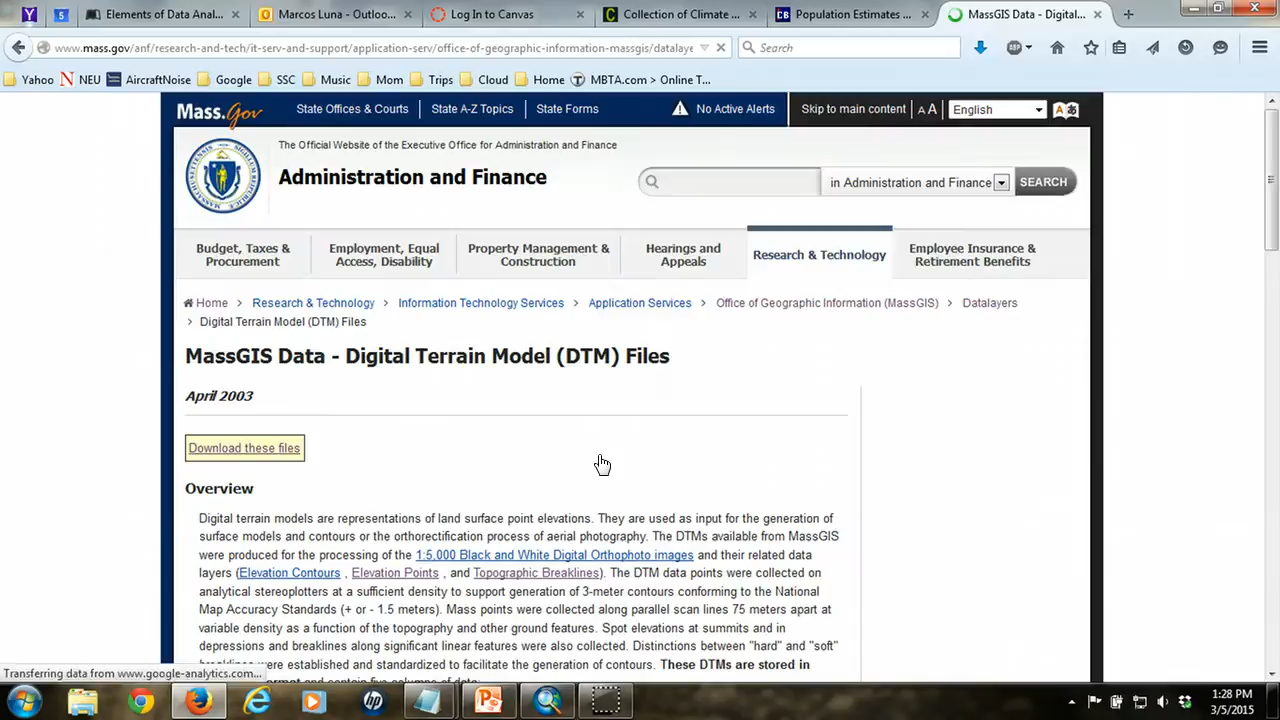 Elements of Data Anal... Marcos Luna - Outloo... Log In to Canvas Collection of Climate ... Population Estimates ... MassGIS Data - Digital...
www.mass.gov/anf/research-and-tech/it-serv-and-support/application-serv/office-of-geographic-information-massgis/datalaye
Search
ABP
Yahoo NEU AircraftNoise Google SSC Music Mom Trips Cloud Home MBTA.com > Online T...
Mass.Gov State Offices & Courts State A-Z Topics State Forms No Active Alerts Skip to main content A A English
The Official Website of the Executive Office for Administration and Finance
Administration and Finance
in Administration and Finance SEARCH
Budget, Taxes & Procurement
Employment, Equal Access, Disability
Property Management & Construction
Hearings and Appeals
Research & Technology
Employee Insurance & Retirement Benefits
Home > Research & Technology > Information Technology Services > Application Services > Office of Geographic Information (MassGIS) > Datalayers
> Digital Terrain Model (DTM) Files
MassGIS Data - Digital Terrain Model (DTM) Files
April 2003
Download these files
Overview
Digital terrain models are representations of land surface point elevations. They are used as input for the generation of
surface models and contours or the orthorectification process of aerial photography. The DTMs available from MassGIS
were produced for the processing of the 1:5,000 Black and White Digital Orthophoto images and their related data
layers (Elevation Contours , Elevation Points , and Topographic Breaklines). The DTM data points were collected on
analytical stereoplotters at a sufficient density to support generation of 3-meter contours conforming to the National
Map Accuracy Standards (+ or - 1.5 meters). Mass points were collected along parallel scan lines 75 meters apart at
variable density as a function of the topography and other ground features. Spot elevations at summits and in
depressions and breaklines along significant linear features were also collected. Distinctions between "hard" and "soft"
breaklines were established and standardized to facilitate the generation of contours. These DTMs are stored in
Transferring data from www.google-analytics.com...
1:28 PM
3/5/2015